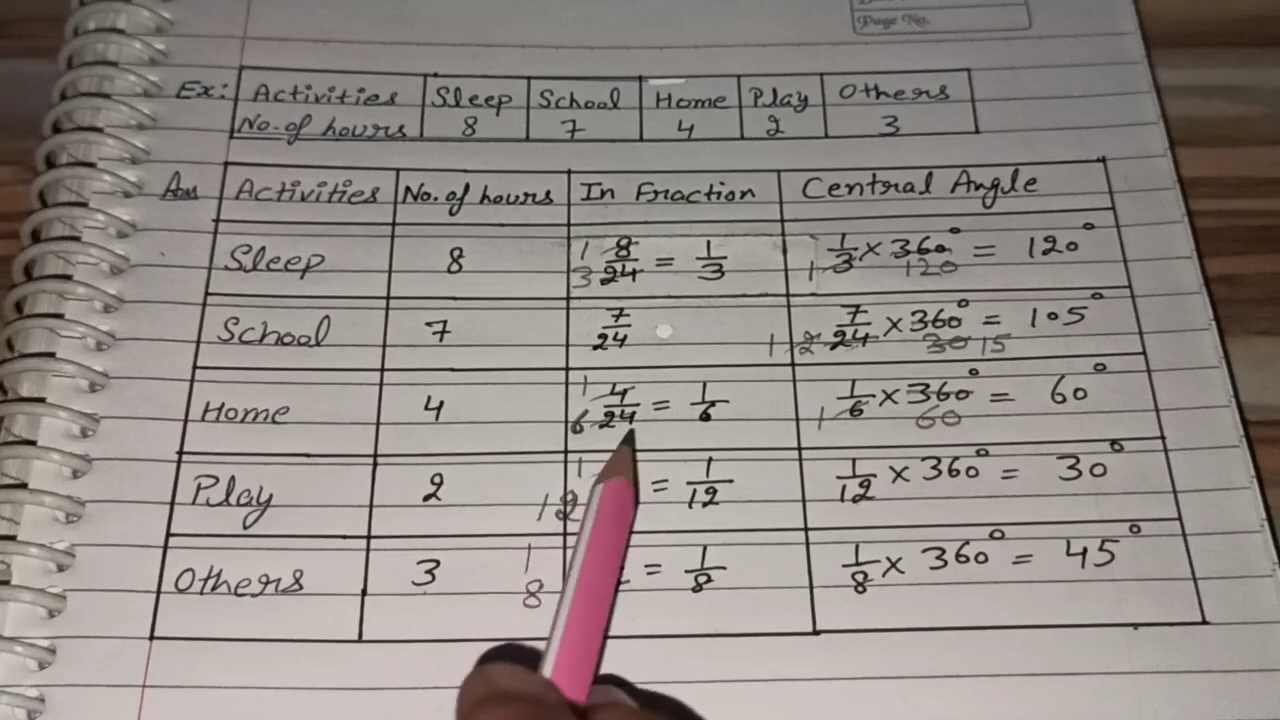 Page No.
Ex: Activities Sleep School Home Play Others
No. of hours 8 7 4 2 3
Ans Activities No. of hours In Fraction Central Angle
Sleep 8 1 3 8/24 = 1/3 1 1/3 × 360° = 120° 120
School 7 7/24 1 2 7/24 × 360° = 105° 30 15
Home 4 1 6 4/24 = 1/6 1 1/6 × 360° = 60° 60
Play 2 1 12 = 1/12 1/12 × 360° = 30°
Others 3 1 8 = 1/8 1/8 × 360° = 45°